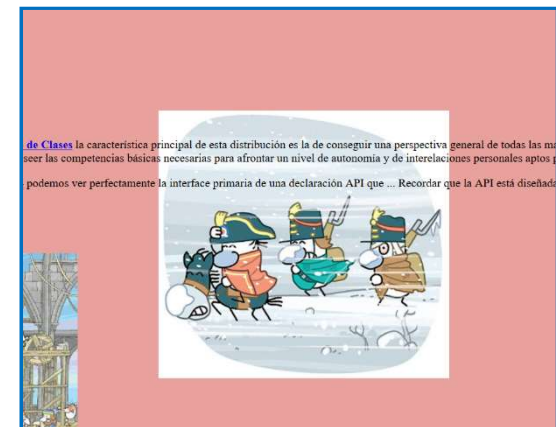 de Clases la característica principal de esta distribución es la de conseguir una perspectiva general de todas las
seer las competencias básicas necesarias para afrontar un nivel de autonomía y de interelaciones personales aptos
podemos ver perfectamente la interface primaria de una declaración API que ... Recordar que la API está